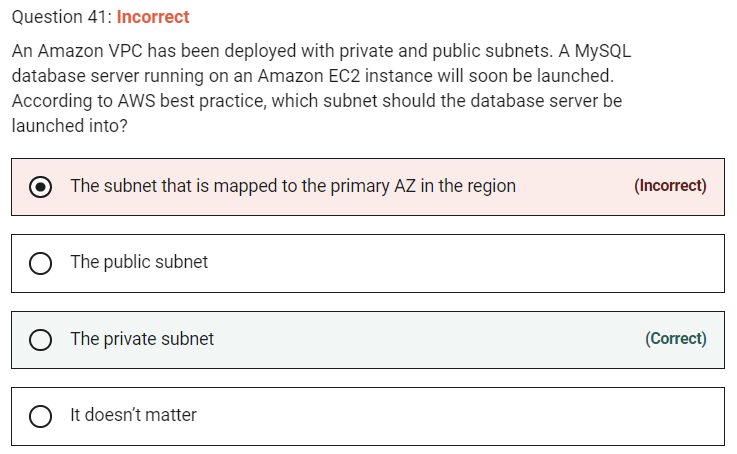 Question 41: Incorrect
An Amazon VPC has been deployed with private and public subnets. A MySQL
database server running on an Amazon EC2 instance will soon be launched.
According to AWS best practice, which subnet should the database server be
launched into?
The subnet that is mapped to the primary AZ in the region (Incorrect)
The public subnet
The private subnet (Correct)
It doesn't matter